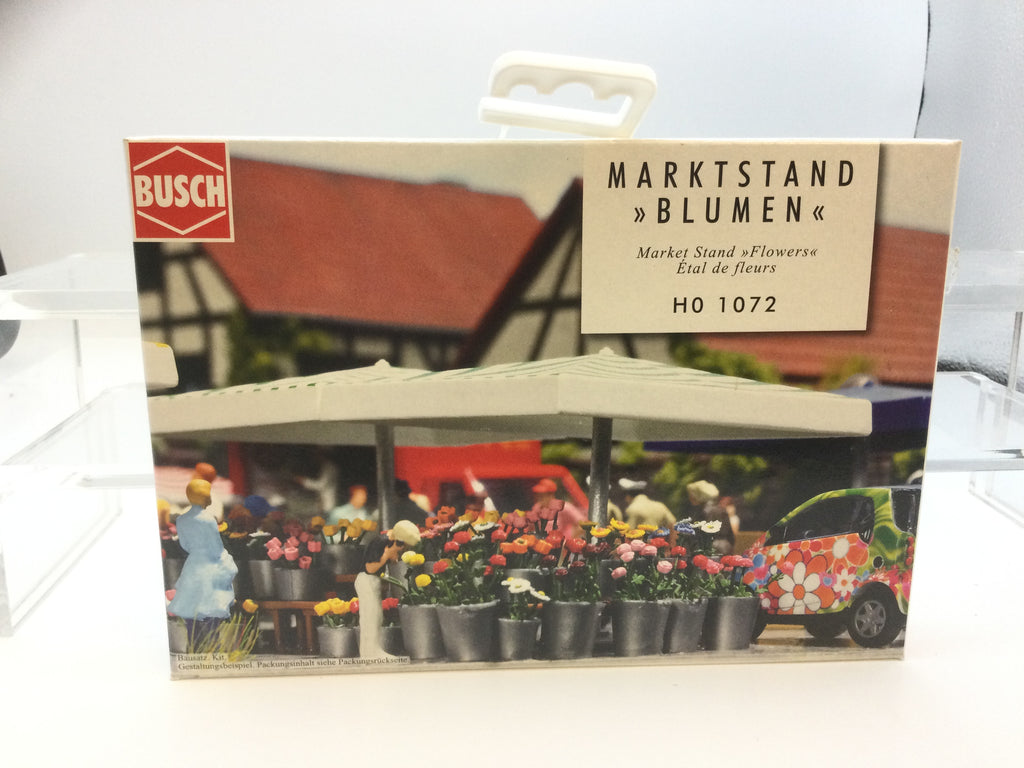 BUSCH
MARKTSTAND
»BLUMEN«
Market Stand »Flowers«
Étal de fleurs
H0 1072
Bausatz. Kit.
Gestaltungsbeispiel. Packungsinhalt siehe Packungsrückseite.